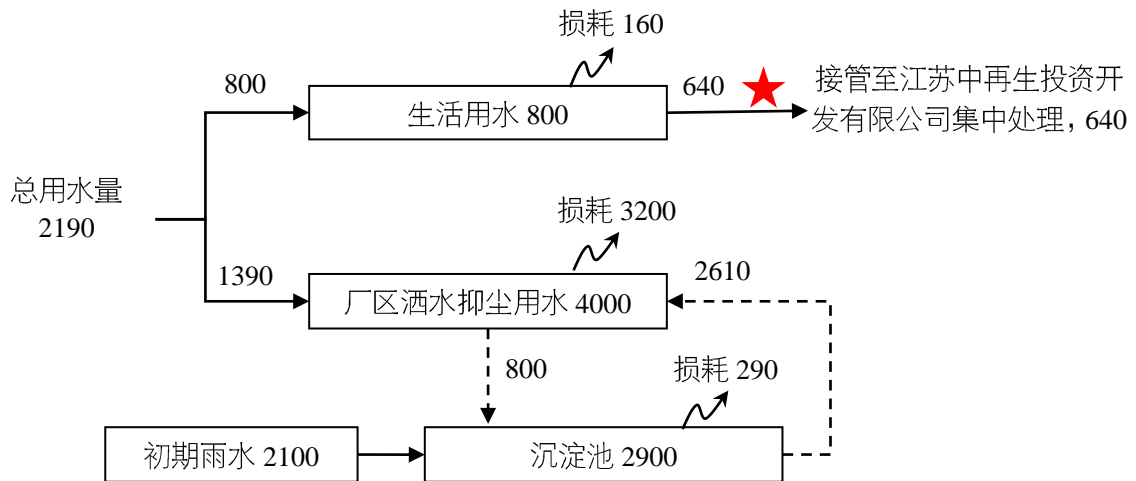 损耗 160
800
640
接管至江苏中再生投资开
发有限公司集中处理，640
生活用水 800
总用水量
2190
损耗 3200
1390
2610
厂区洒水抑尘用水 4000
800
损耗 290
初期雨水 2100
沉淀池 2900